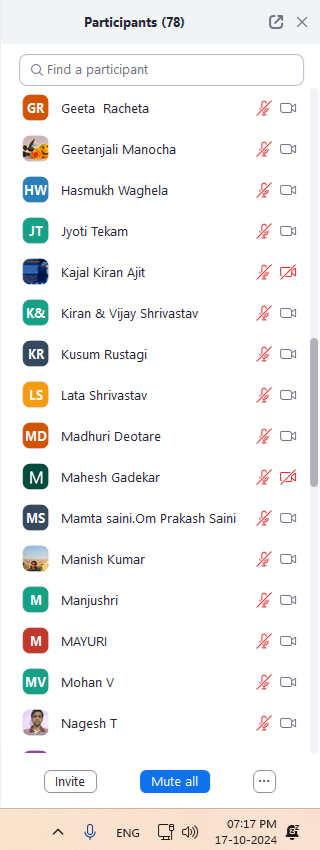 Participants (78)
Find a participant
GR Geeta  Racheta
Geetanjali Manocha
HW Hasmukh Waghela
JT Jyoti Tekam
Kajal Kiran Ajit
K& Kiran & Vijay Shrivastav
KR Kusum Rustagi
LS Lata Shrivastav
MD Madhuri Deotare
M Mahesh Gadekar
MS Mamta saini.Om Prakash Saini
Manish Kumar
M Manjushri
M MAYURI
MV Mohan V
Nagesh T
Invite Mute all ...
ENG 07:17 PM
17-10-2024